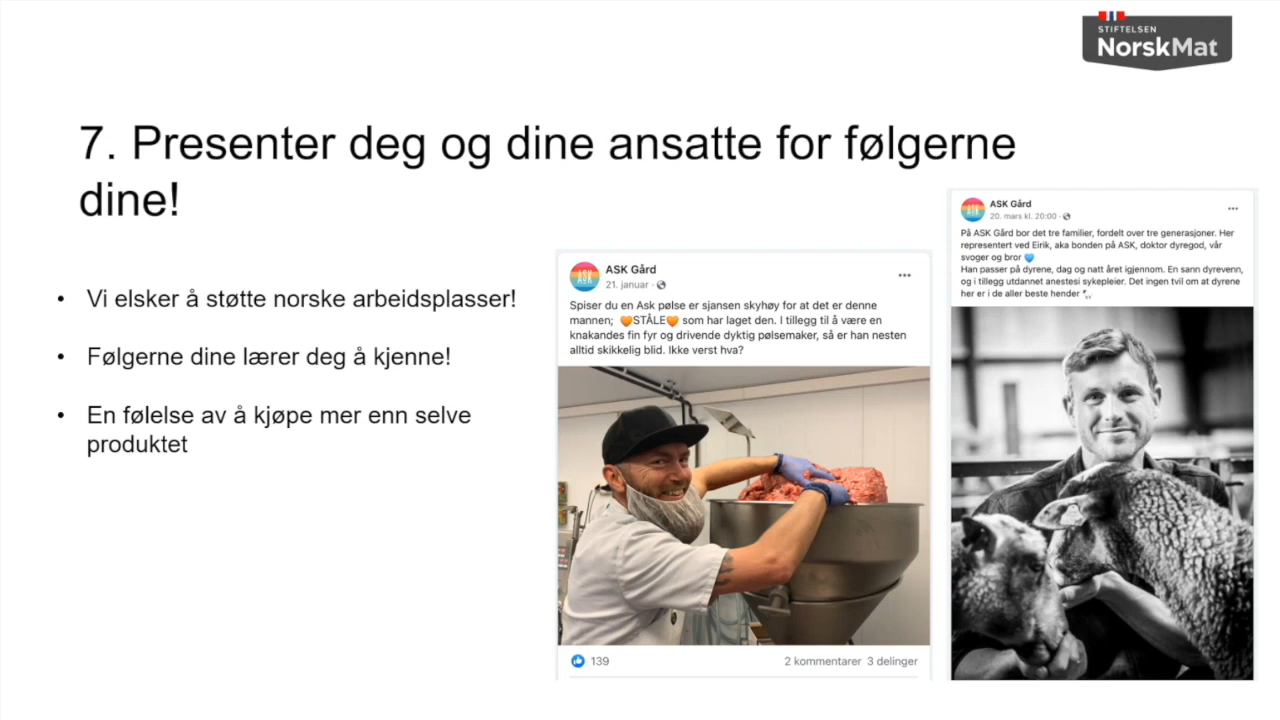 STIFTELSEN
NorskMat
7. Presenter deg og dine ansatte for følgerne
dine!
• Vi elsker å støtte norske arbeidsplasser!
• Følgerne dine lærer deg å kjenne!
• En følelse av å kjøpe mer enn selve
produktet
ASK
ASK Gård
21. januar ·
Spiser du en Ask pølse er sjansen skyhøy for at det er denne
mannen; 🧡STÅLE🧡 som har laget den. I tillegg til å være en
knakandes fin fyr og drivende dyktig pølsemaker, så er han nesten
alltid skikkelig blid. Ikke verst hva?
139
2 kommentarer 3 delinger
ASK
ASK Gård
20. mars kl. 20:00 ·
På ASK Gård bor det tre familier, fordelt over tre generasjoner. Her
representert ved Eirik, aka bonden på ASK, doktor dyregod, vår
svoger og bror 💙
Han passer på dyrene, dag og natt året igjennom. En sann dyrevenn,
og i tillegg utdannet anestesi sykepleier. Det ingen tvil om at dyrene
her er i de aller beste hender